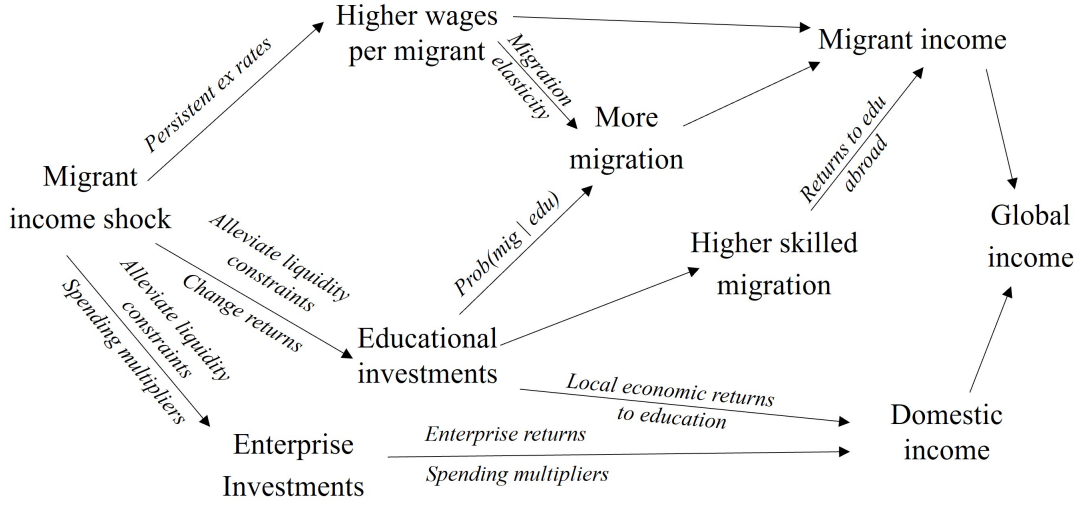 Higher wages
per migrant
Migrant income
Persistent ex rates
Migration
elasticity
More
migration
Returns to edu
abroad
Migrant
income shock
Global
income
Alleviate liquidity
constraints
Change returns
Prob(mig | edu)
Higher skilled
migration
Alleviate liquidity
constraints
Spending multipliers
Educational
investments
Local economic returns
to education
Domestic
income
Enterprise
Investments
Enterprise returns
Spending multipliers